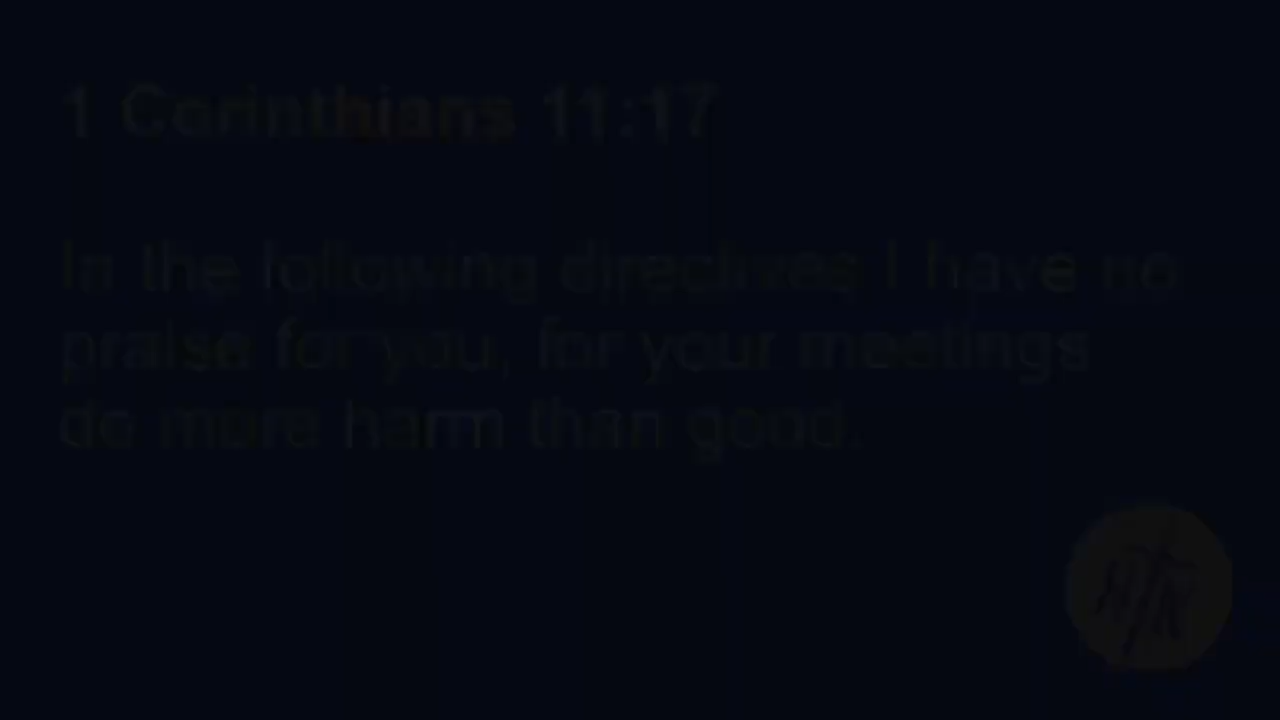 1 Corinthians 11:17
In the following directives I have no
praise for you, for your meetings
do more harm than good.